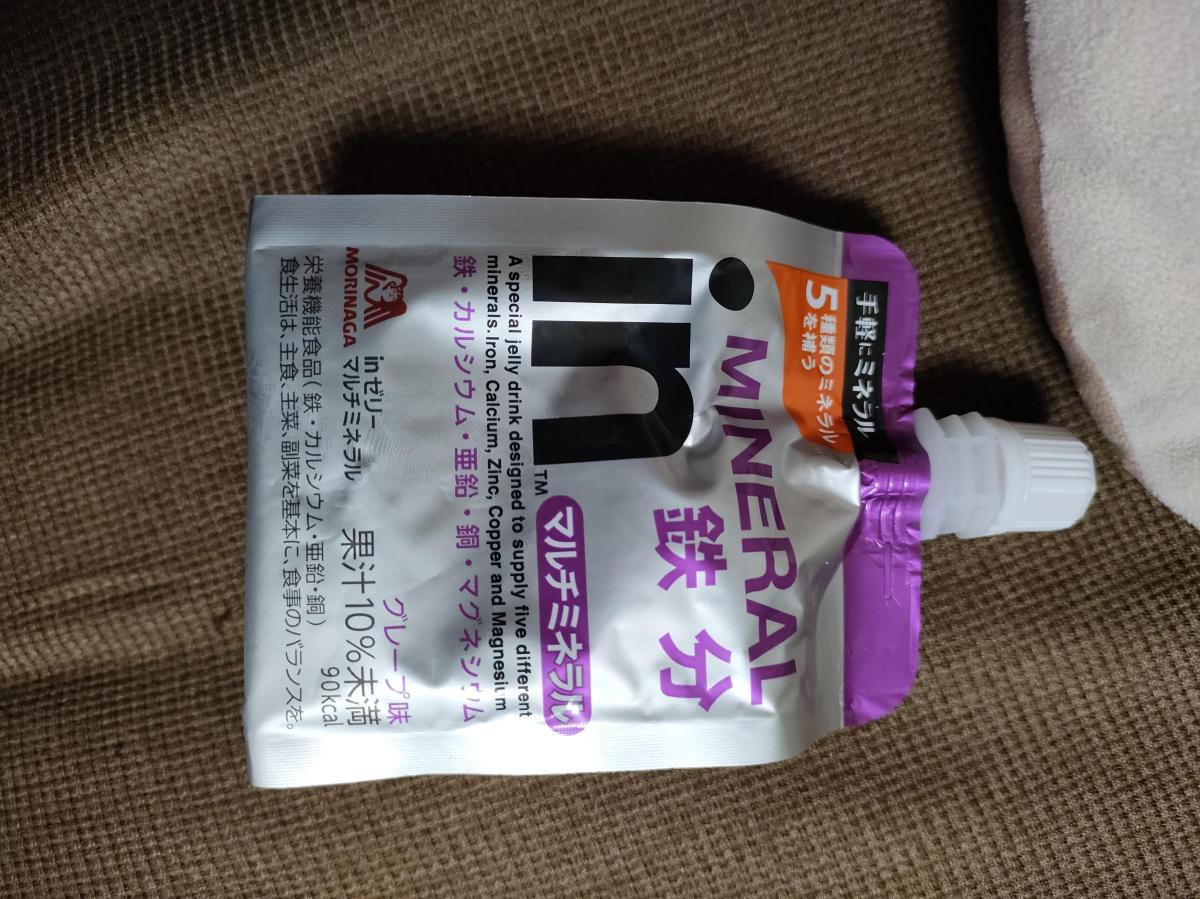 手軽にミネラル
5種類のミネラル
を補う
MINERAL
鉄分
in
TM
マルチミネラル
A special jelly drink designed to supply five different
minerals.Iron, Calcium, Zinc, Copper and Magnesium
鉄・カルシウム・亜鉛・銅・マグネシウム
グレープ味
MORINAGA
inゼリー
マルチミネラル
果汁10%未満
90kcal
栄養機能食品(鉄・カルシウム・亜鉛・銅)
食生活は、主食、主菜、副菜を基本に、食事のバランスを。